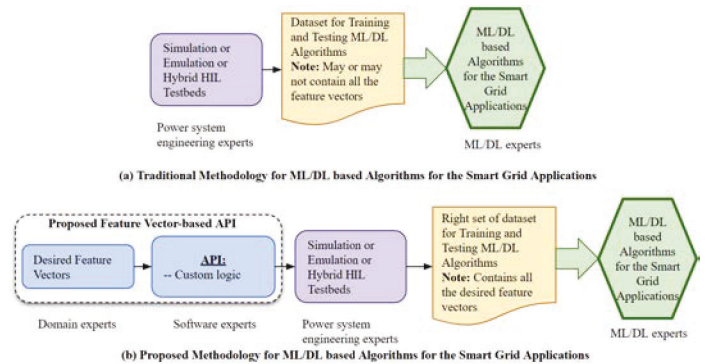 Simulation or
Emulation or
Hybrid HIL
Testbeds
Power system
engineering experts
Dataset for Training
and Testing ML/DL
Algorithms
Note: May or may
not contain all the
feature vectors
ML/DL
based
Algorithms
for the Smart
Grid
Applications
ML/DL experts
(a) Traditional Methodology for ML/DL based Algorithms for the Smart Grid Applications
Proposed Feature Vector-based API
Desired Feature
Vectors
Domain experts
API:
-- Custom logic
Software experts
Simulation or
Emulation or
Hybrid HIL
Testbeds
Power system
engineering experts
Right set of dataset
for Training and
Testing ML/DL
Algorithms
Note: Contains all
the desired feature
vectors
ML/DL
based
Algorithms
for the Smart
Grid
Applications
ML/DL experts
(b) Proposed Methodology for ML/DL based Algorithms for the Smart Grid Applications